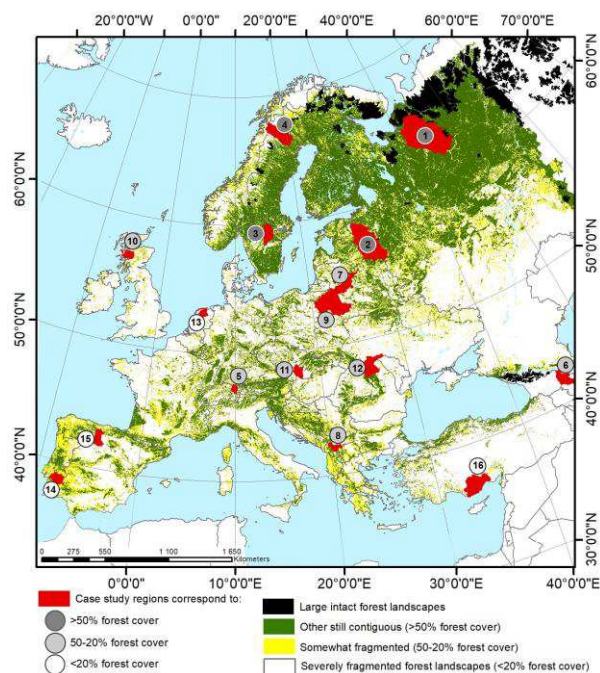 20°0'0"W 0°0'0"E 20°0'0"E 40°0'0"E 60°0'0"E 70°0'0"E
60°0'0"N
50°0'0"N
40°0'0"N
60°0'0"N
50°0'0"N
40°0'0"N
30°0'0"N
4
1
10
3
2
7
13
9
5
11
12
6
8
15
14
16
0 275 550 1 100 1 650
Kilometers
0°0'0"E 10°0'0"E 20°0'0"E 30°0'0"E 40°0'0"E
Case study regions correspond to:
>50% forest cover
50-20% forest cover
<20% forest cover
Large intact forest landscapes
Other still contiguous (>50% forest cover)
Somewhat fragmented (50-20% forest cover)
Severely fragmented forest landscapes (<20% forest cover)